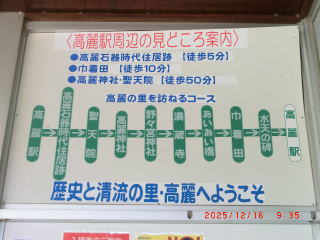 〈高麗駅周辺の見どころ案内〉
●高麗石器時代住居跡 【徒歩5分】
●巾着田 【徒歩10分】
●高麗神社・聖天院 【徒歩50分】
高麗の里を訪ねるコース
高麗駅
高麗石器時代住居跡
聖天院
高麗神社
野々宮神社
満蔵寺
あいあい橋
巾着田
水天の碑
高麗駅
歴史と清流の里・高麗へようこそ
2025/12/16 9:35